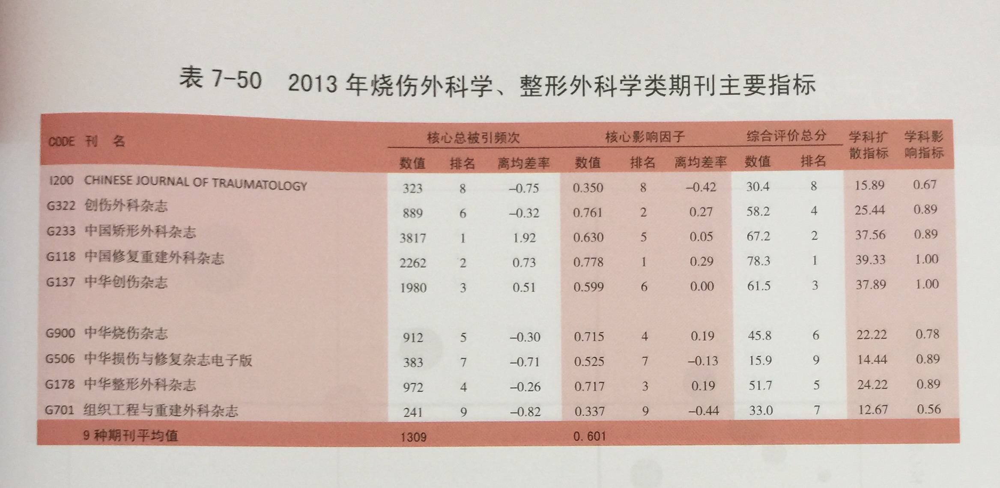 表 7-50 2013 年烧伤外科学、整形外科学类期刊主要指标
CODE 刊 名 核心总被引频次 核心影响因子 综合评价总分 学科扩散指标 学科影响指标
数值 排名 离均差率 数值 排名 离均差率 数值 排名
I200 CHINESE JOURNAL OF TRAUMATOLOGY 323 8 –0.75 0.350 8 –0.42 30.4 8 15.89 0.67
G322 创伤外科杂志 889 6 –0.32 0.761 2 0.27 58.2 4 25.44 0.89
G233 中国矫形外科杂志 3817 1 1.92 0.630 5 0.05 67.2 2 37.56 0.89
G118 中国修复重建外科杂志 2262 2 0.73 0.778 1 0.29 78.3 1 39.33 1.00
G137 中华创伤杂志 1980 3 0.51 0.599 6 0.00 61.5 3 37.89 1.00
G900 中华烧伤杂志 912 5 –0.30 0.715 4 0.19 45.8 6 22.22 0.78
G506 中华损伤与修复杂志电子版 383 7 –0.71 0.525 7 –0.13 15.9 9 14.44 0.89
G178 中华整形外科杂志 972 4 –0.26 0.717 3 0.19 51.7 5 24.22 0.89
G701 组织工程与重建外科杂志 241 9 –0.82 0.337 9 –0.44 33.0 7 12.67 0.56
9 种期刊平均值 1309 0.601